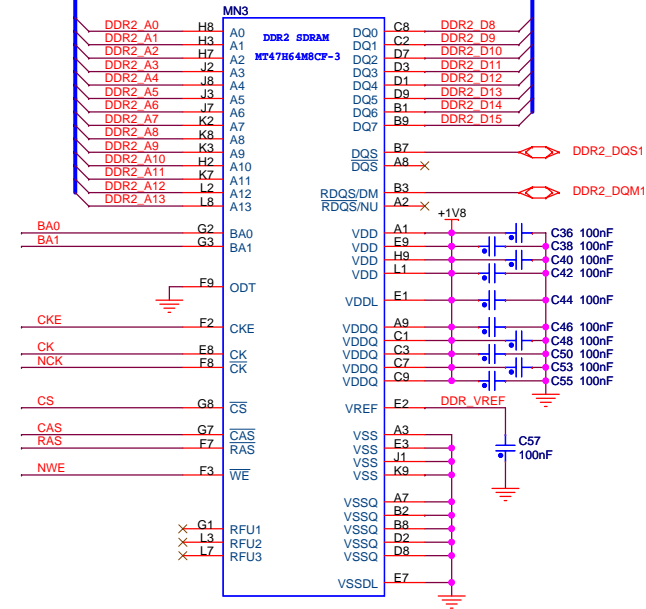 MN3
DDR2 SDRAM
MT47H64M8CF-3
DDR2_A0 H8 A0 DQ0 C8 DDR2_D8
DDR2_A1 H3 A1 DQ1 C2 DDR2_D9
DDR2_A2 H7 A2 DQ2 D7 DDR2_D10
DDR2_A3 J2 A3 DQ3 D3 DDR2_D11
DDR2_A4 J8 A4 DQ4 D1 DDR2_D12
DDR2_A5 J3 A5 DQ5 D9 DDR2_D13
DDR2_A6 J7 A6 DQ6 B1 DDR2_D14
DDR2_A7 K2 A7 DQ7 B9 DDR2_D15
DDR2_A8 K8 A8
DDR2_A9 K3 A9 DQS B7 DDR2_DQS1
DDR2_A10 H2 A10 DQS A8
DDR2_A11 K7 A11
DDR2_A12 L2 A12 RDQS/DM B3 DDR2_DQM1
DDR2_A13 L8 A13 RDQS/NU A2
+1V8
BA0 G2 BA0 VDD A1 C36 100nF
BA1 G3 BA1 VDD E9 C38 100nF
VDD H9 C40 100nF
VDD L1 C42 100nF
F9 ODT
VDDL E1 C44 100nF
CKE F2 CKE VDDQ A9 C46 100nF
VDDQ C1 C48 100nF
CK E8 CK VDDQ C3 C50 100nF
NCK F8 CK VDDQ C7 C53 100nF
VDDQ C9 C55 100nF
CS G8 CS VREF E2 DDR_VREF
CAS G7 CAS VSS A3
RAS F7 RAS VSS E3
C57
100nF
VSS J1
NWE F3 WE VSS K9
VSSQ A7
VSSQ B2
G1 RFU1 VSSQ B8
L3 RFU2 VSSQ D2
L7 RFU3 VSSQ D8
VSSDL E7